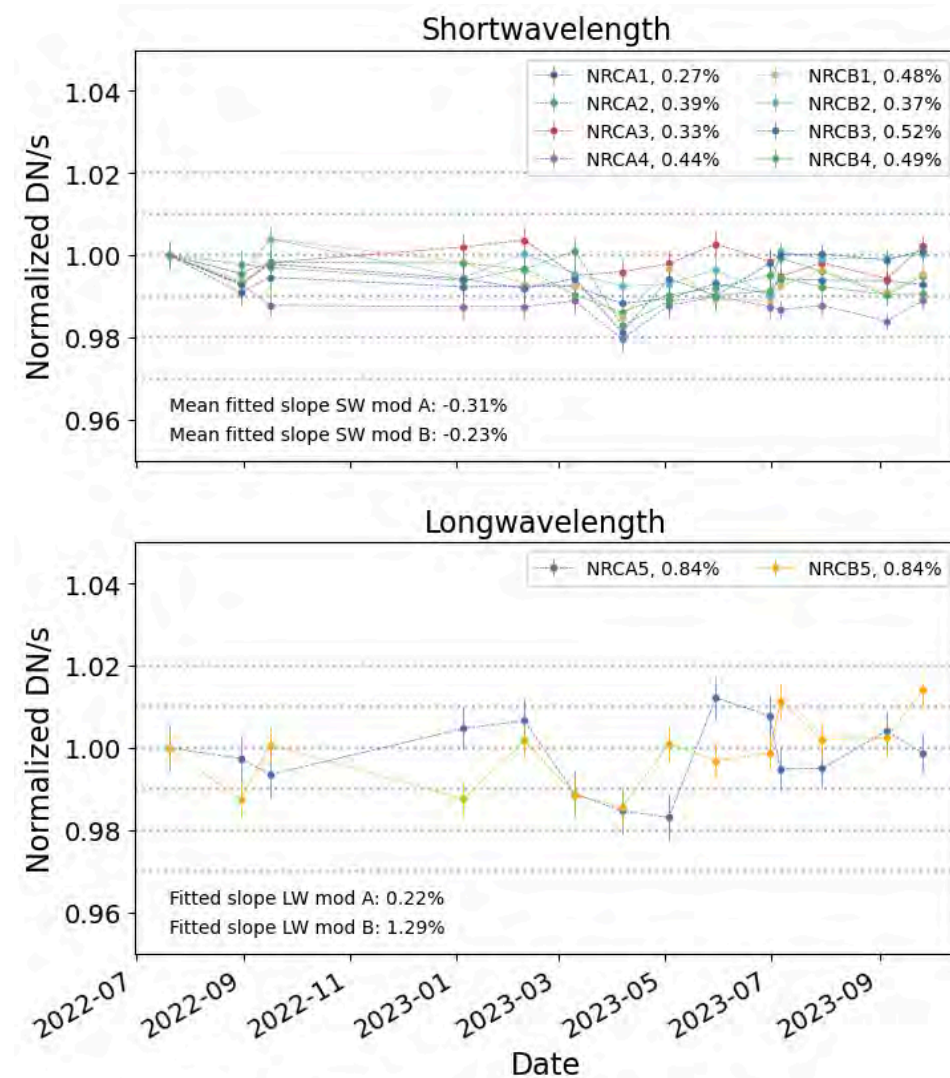 Shortwavelength
Normalized DN/s
1.04
1.02
1.00
0.98
0.96
NRCA1, 0.27%
NRCA2, 0.39%
NRCA3, 0.33%
NRCA4, 0.44%
NRCB1, 0.48%
NRCB2, 0.37%
NRCB3, 0.52%
NRCB4, 0.49%
Mean fitted slope SW mod A: -0.31%
Mean fitted slope SW mod B: -0.23%
Longwavelength
Normalized DN/s
1.04
1.02
1.00
0.98
0.96
NRCA5, 0.84%
NRCB5, 0.84%
Fitted slope LW mod A: 0.22%
Fitted slope LW mod B: 1.29%
2022-07
2022-09
2022-11
2023-01
2023-03
2023-05
2023-07
2023-09
Date